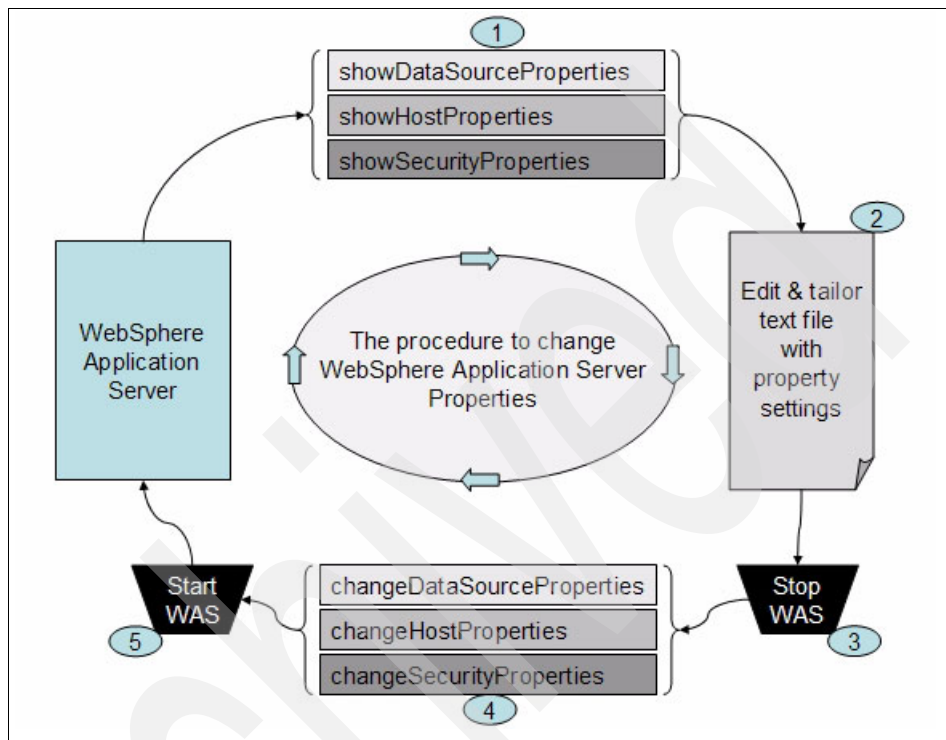 1
showDataSourceProperties
showHostProperties
showSecurityProperties
2
Edit & tailor
text file
with
property
settings
WebSphere
Application
Server
The procedure to change
WebSphere Application Server
Properties
Start
WAS
5
changeDataSourceProperties
changeHostProperties
changeSecurityProperties
4
Stop
WAS
3